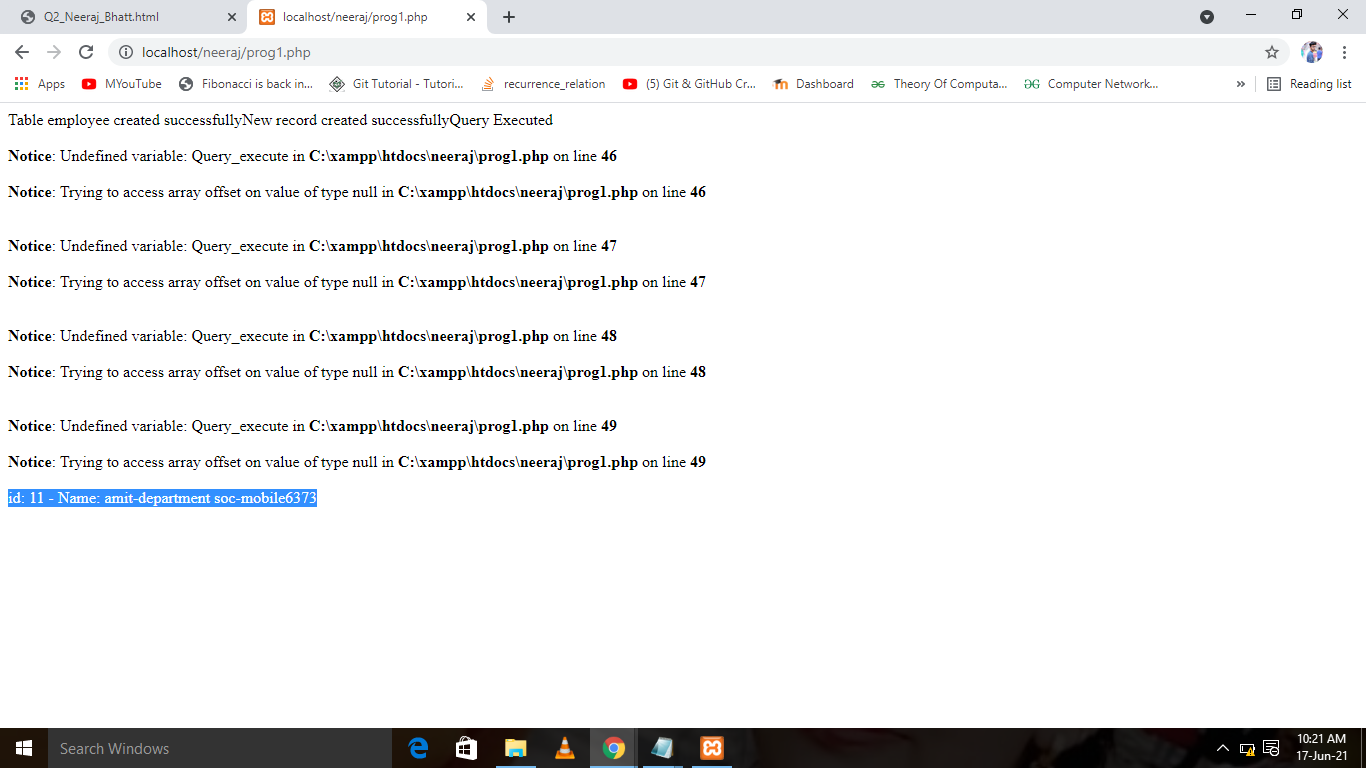 Q2_Neeraj_Bhatt.html
localhost/neeraj/prog1.php
localhost/neeraj/prog1.php
Apps
MYouTube
Fibonacci is back in...
Git Tutorial - Tutori...
recurrence_relation
(5) Git & GitHub Cr...
Dashboard
Theory Of Computa...
Computer Network...
»
Reading list
Table employee created successfullyNew record created successfullyQuery Executed
Notice: Undefined variable: Query_execute in C:\xampp\htdocs\neeraj\prog1.php on line 46
Notice: Trying to access array offset on value of type null in C:\xampp\htdocs\neeraj\prog1.php on line 46
Notice: Undefined variable: Query_execute in C:\xampp\htdocs\neeraj\prog1.php on line 47
Notice: Trying to access array offset on value of type null in C:\xampp\htdocs\neeraj\prog1.php on line 47
Notice: Undefined variable: Query_execute in C:\xampp\htdocs\neeraj\prog1.php on line 48
Notice: Trying to access array offset on value of type null in C:\xampp\htdocs\neeraj\prog1.php on line 48
Notice: Undefined variable: Query_execute in C:\xampp\htdocs\neeraj\prog1.php on line 49
Notice: Trying to access array offset on value of type null in C:\xampp\htdocs\neeraj\prog1.php on line 49
id: 11 - Name: amit-department soc-mobile6373
Search Windows
10:21 AM
17-Jun-21